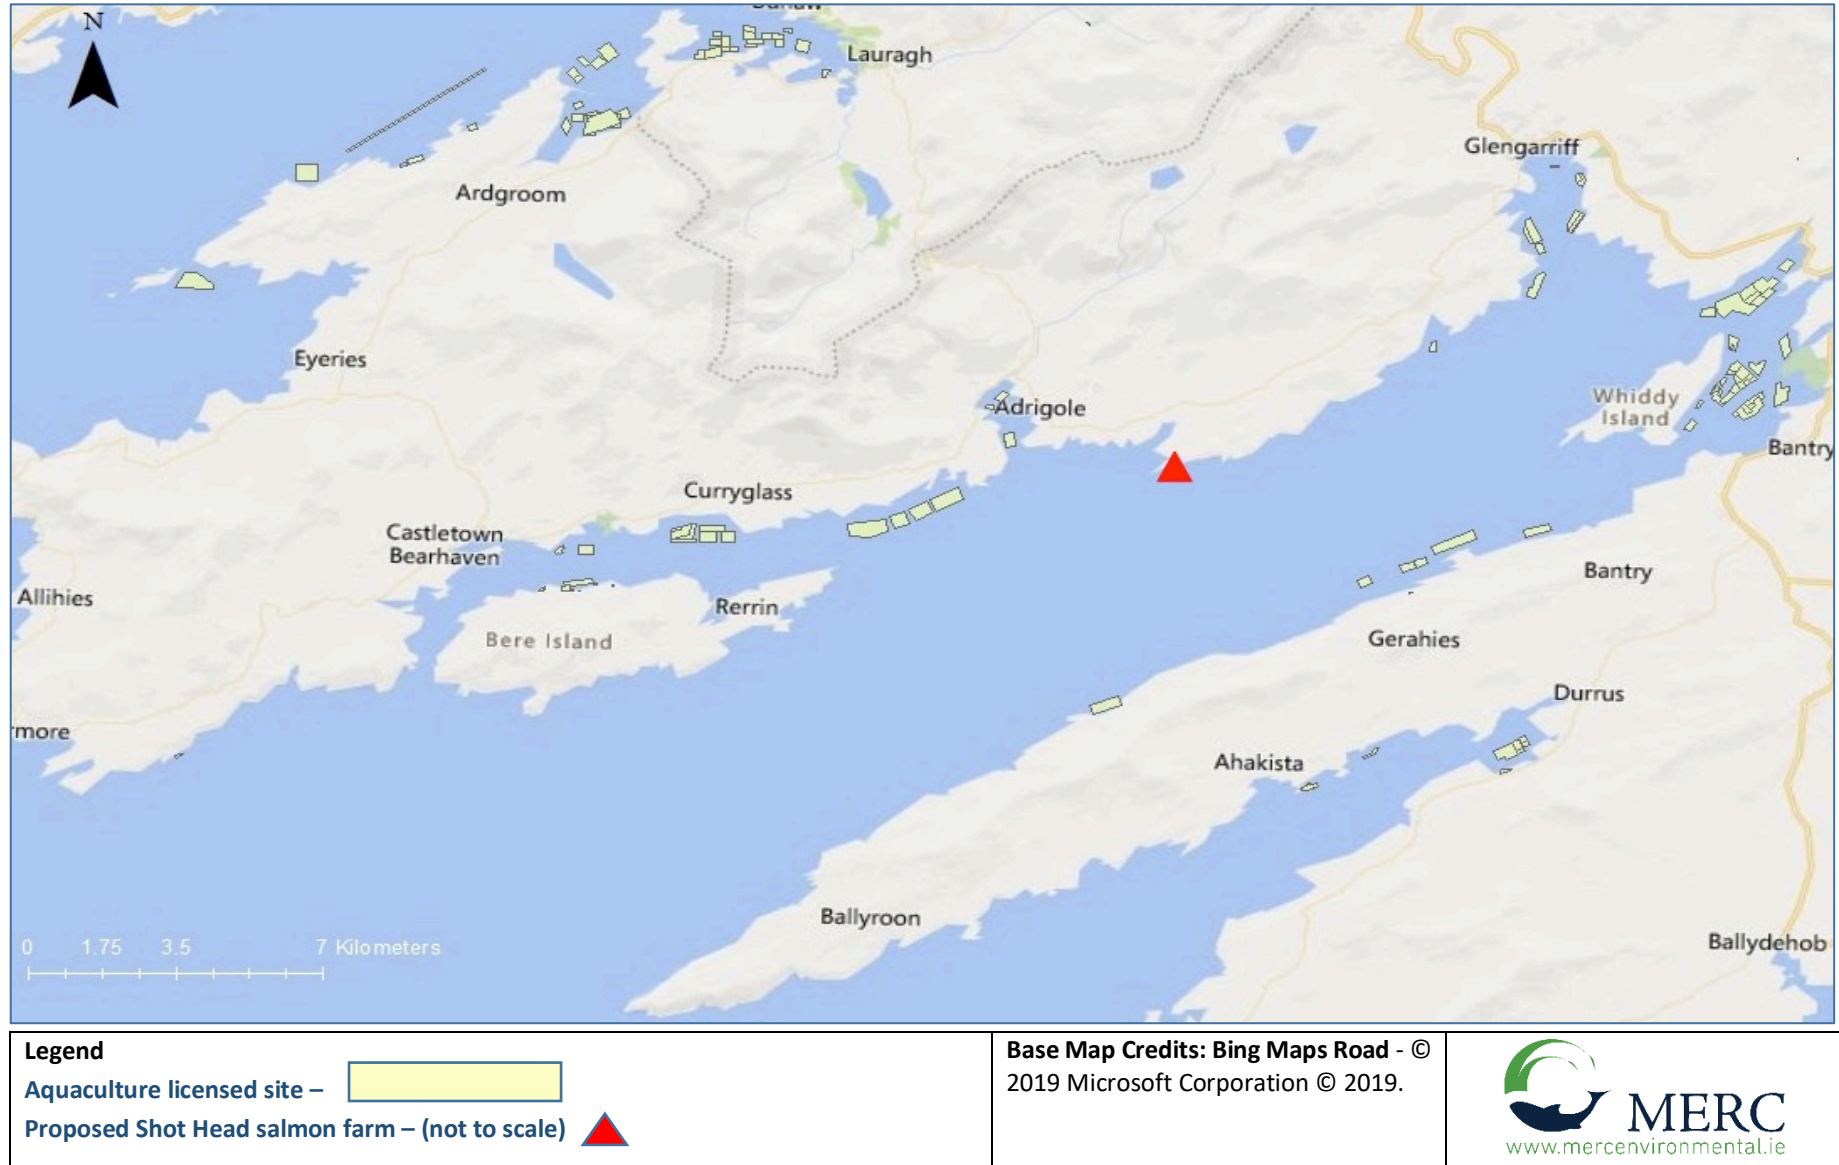 N
Lauragh
Glengarriff
Ardgroom
Eyeries
Adrigole
Whiddy
Island
Bantry
Curryglass
Castletown
Bearhaven
Allihies
Rerrin
Bere Island
Bantry
Gerahies
Durrus
rmore
Ahakista
Ballyroon
Ballydehob
0 1.75 3.5 7 Kilometers
Legend
Aquaculture licensed site –
Proposed Shot Head salmon farm – (not to scale)
Base Map Credits: Bing Maps Road - ©
2019 Microsoft Corporation © 2019.
MERC
www.mercenvironmental.ie